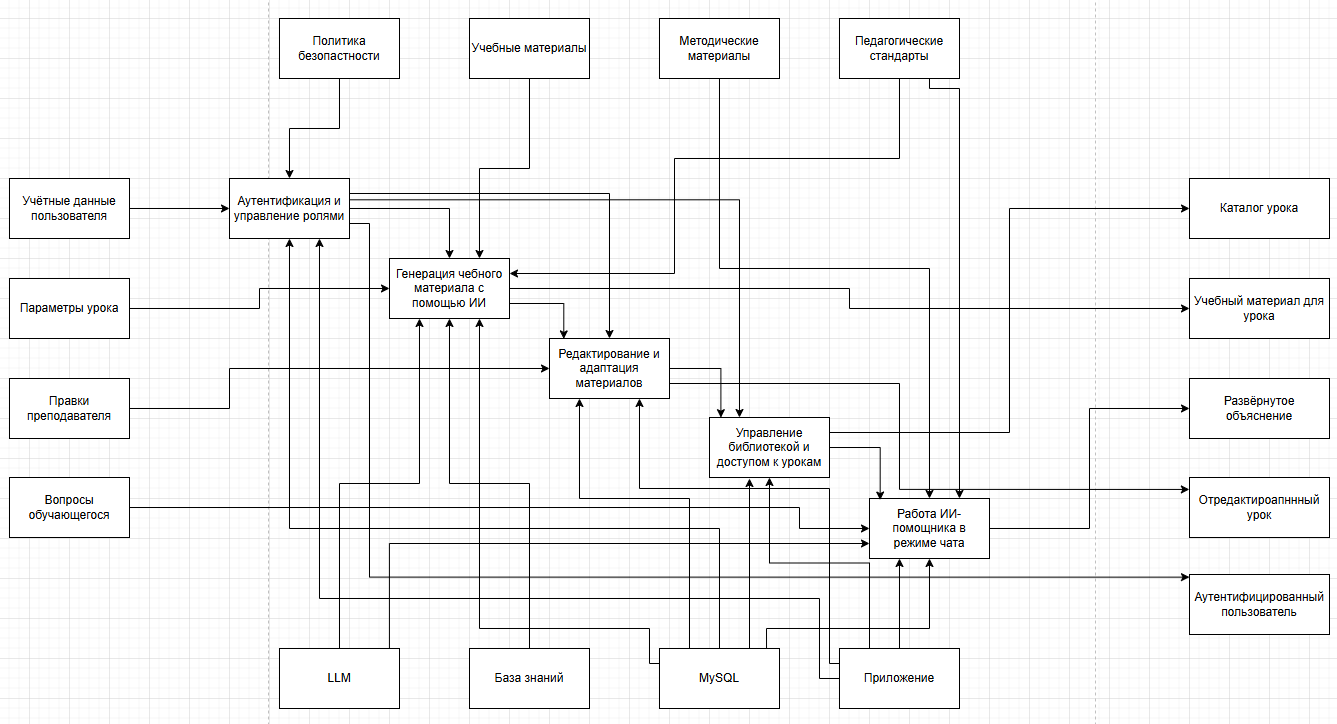 Политика
безопастности
Учебные материалы
Методические
материалы
Педагогические
стандарты
Учётные данные
пользователя
Аутентификация и
управление ролями
Каталог урока
Параметры урока
Генерация чебного
материала с
помощью ИИ
Учебный материал для
урока
Правки
преподавателя
Редактирование и
адаптация
материалов
Развёрнутое
объяснение
Управление
библиотекой и
доступом к урокам
Вопросы
обучающегося
Работа ИИ-
помощника в
режиме чата
Отредактироапннный
урок
Аутентифицированный
пользователь
LLM
База знаний
MySQL
Приложение